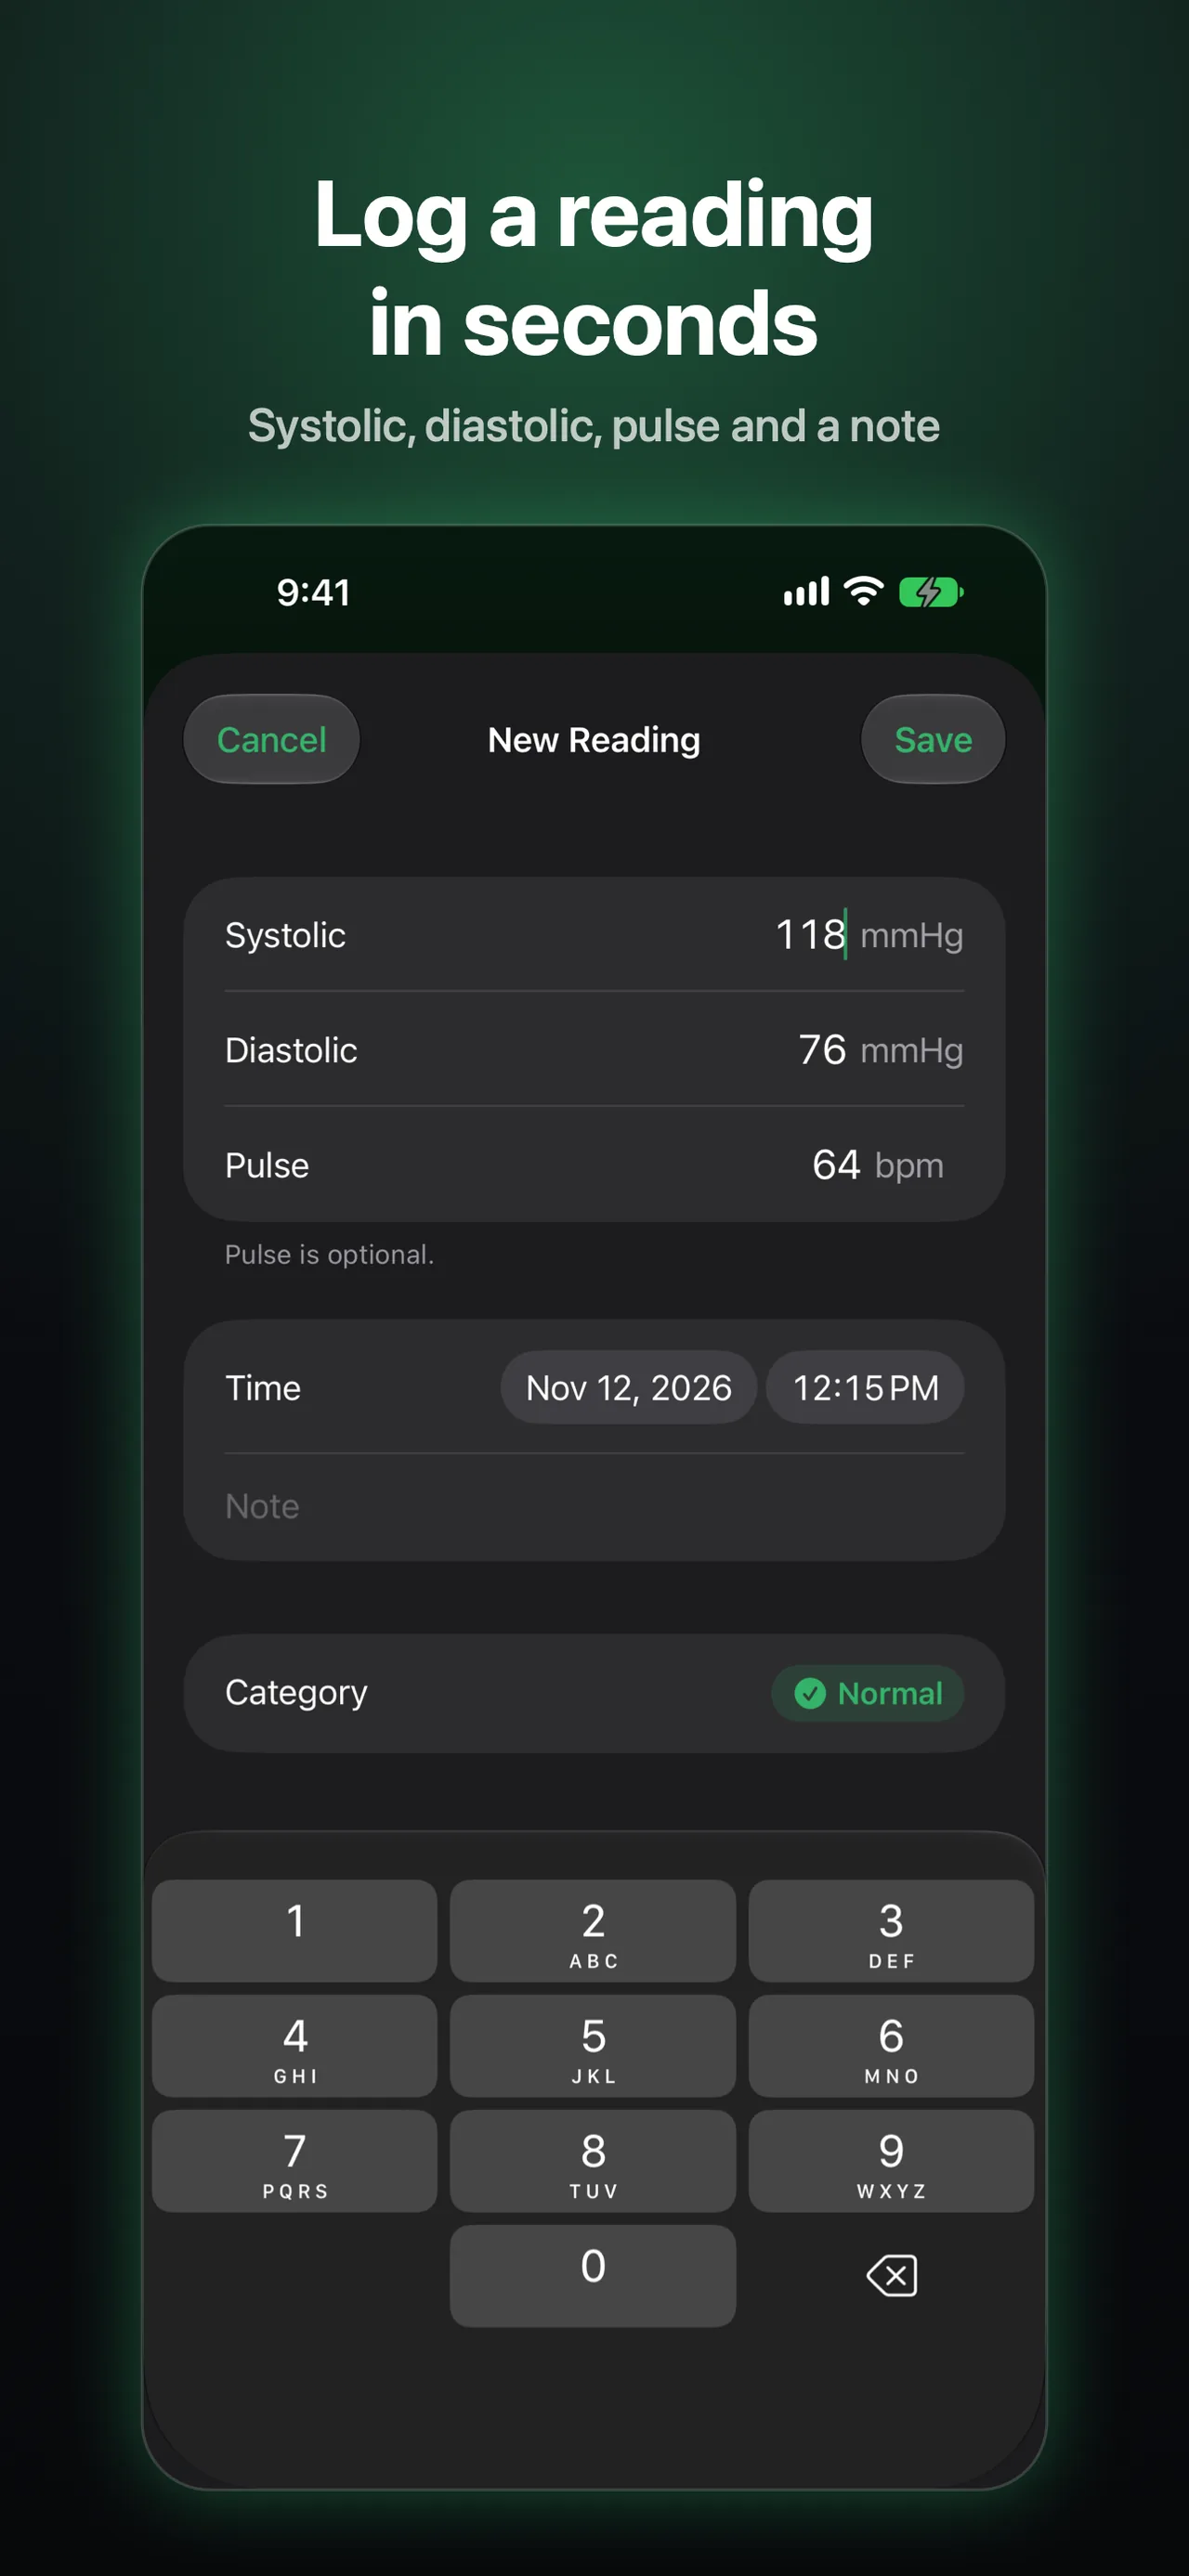 Log a reading
in seconds
Systolic, diastolic, pulse and a note
9:41
Cancel New Reading Save
Systolic 118 mmHg
Diastolic 76 mmHg
Pulse 64 bpm
Pulse is optional.
Time Nov 12, 2026 12:15 PM
Note
Category Normal
1 2 3
ABC DEF
4 5 6
GHI JKL MNO
7 8 9
PQRS TUV WXYZ
0